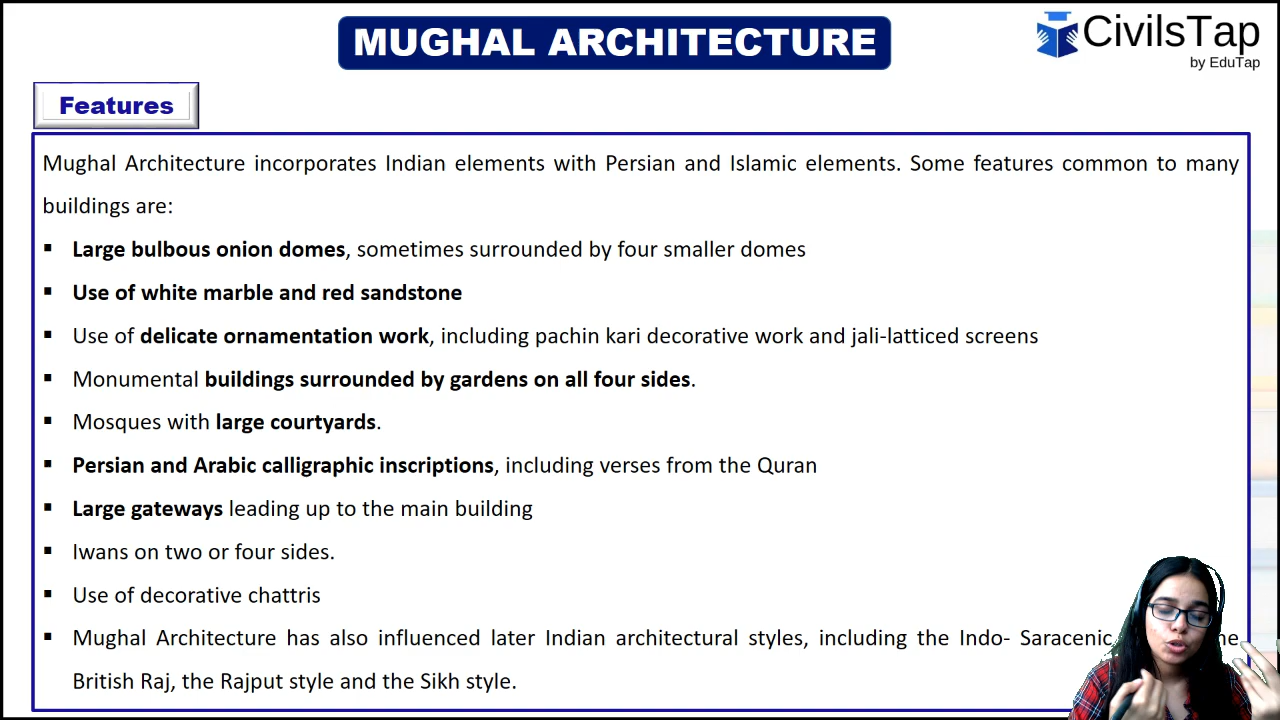 MUGHAL ARCHITECTURE
CivilsTap
by EduTap
Features
Mughal Architecture incorporates Indian elements with Persian and Islamic elements. Some features common to many
buildings are:
▪ Large bulbous onion domes, sometimes surrounded by four smaller domes
▪ Use of white marble and red sandstone
▪ Use of delicate ornamentation work, including pachin kari decorative work and jali-latticed screens
▪ Monumental buildings surrounded by gardens on all four sides.
▪ Mosques with large courtyards.
▪ Persian and Arabic calligraphic inscriptions, including verses from the Quran
▪ Large gateways leading up to the main building
▪ Iwans on two or four sides.
▪ Use of decorative chattris
▪ Mughal Architecture has also influenced later Indian architectural styles, including the Indo- Saracenic
British Raj, the Rajput style and the Sikh style.